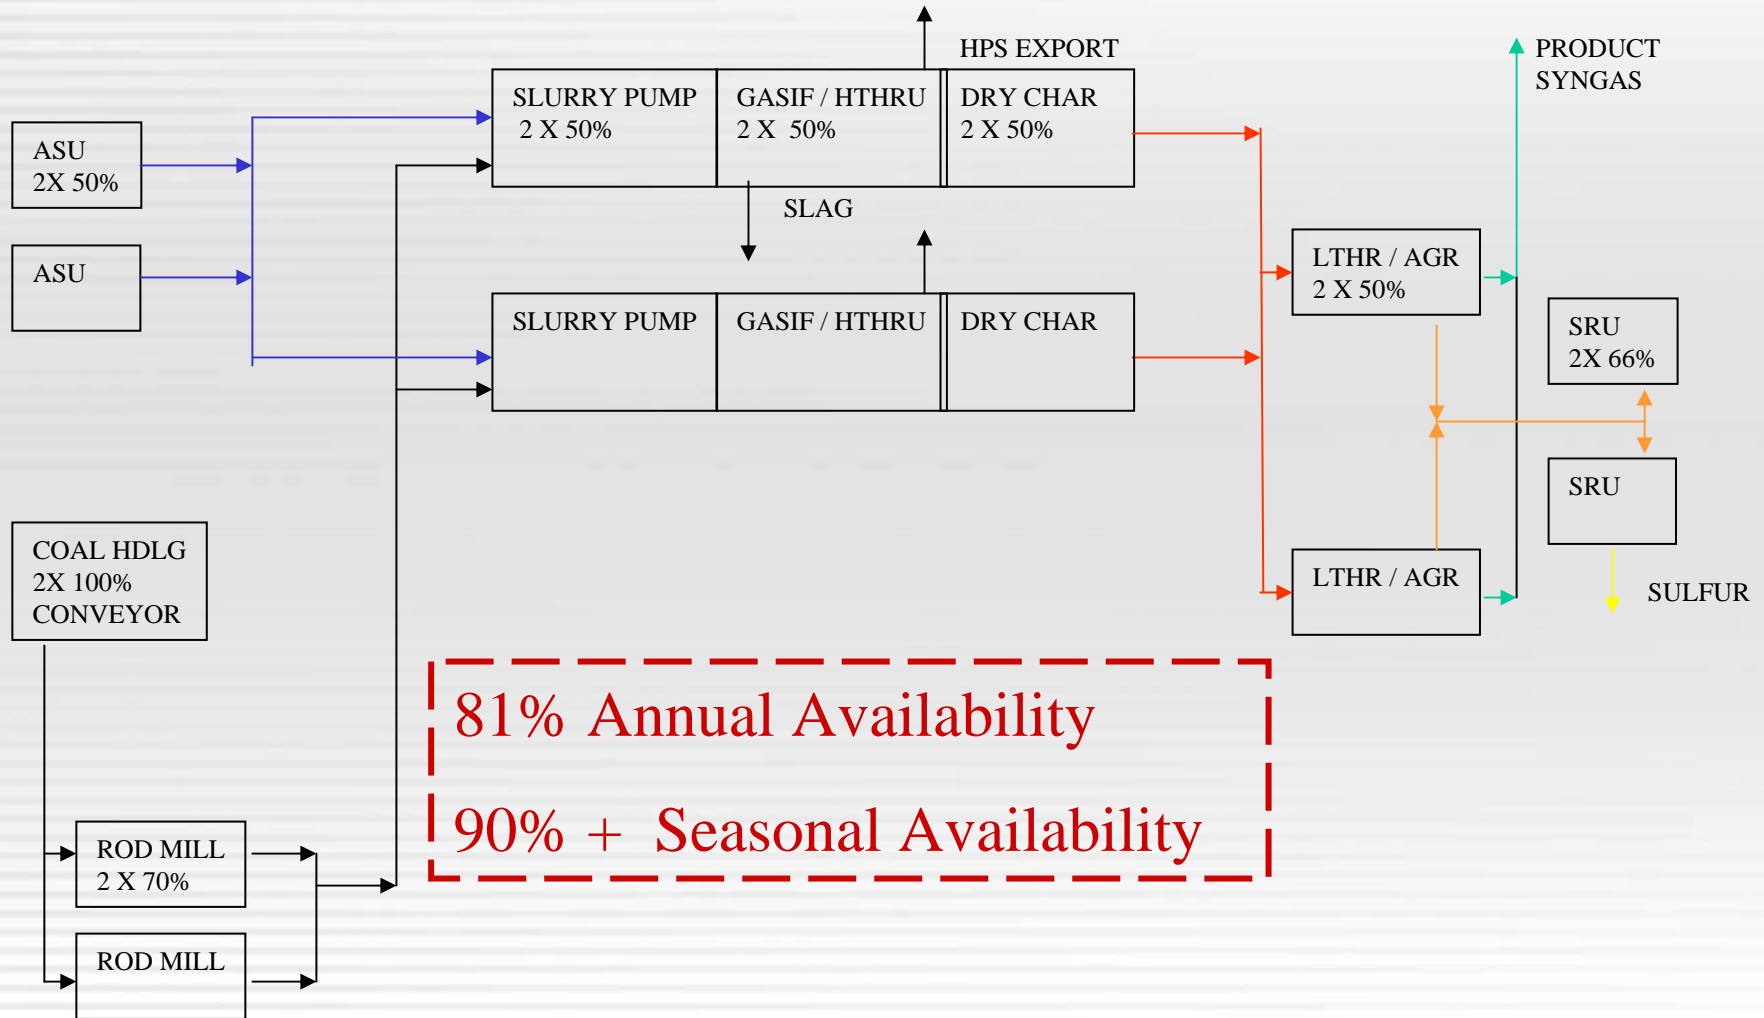 HPS EXPORT
PRODUCT
SYNGAS
SLURRY PUMP
2 X 50%
GASIF / HTHRU
2 X 50%
DRY CHAR
2 X 50%
ASU
2X 50%
SLAG
ASU
LTHR / AGR
2 X 50%
SLURRY PUMP
GASIF / HTHRU
DRY CHAR
SRU
2X 66%
SRU
COAL HDLG
2X 100%
CONVEYOR
LTHR / AGR
SULFUR
81% Annual Availability
90% + Seasonal Availability
ROD MILL
2 X 70%
ROD MILL